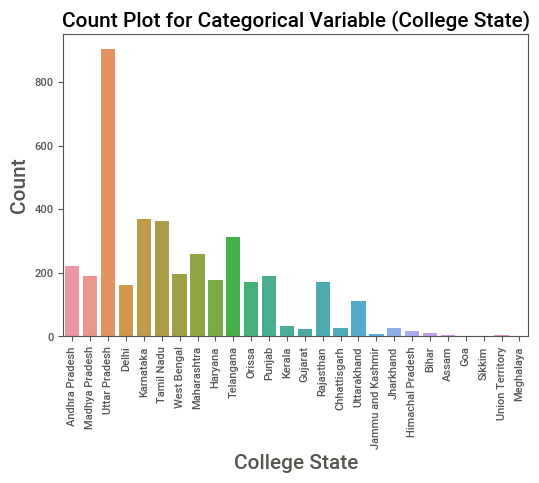 Count Plot for Categorical Variable (College State)
Count
800
600
400
200
0
Andhra Pradesh
Madhya Pradesh
Uttar Pradesh
Delhi
Karnataka
Tamil Nadu
West Bengal
Maharashtra
Haryana
Telangana
Orissa
Punjab
Kerala
Gujarat
Rajasthan
Chhattisgarh
Uttarakhand
Jammu and Kashmir
Jharkhand
Himachal Pradesh
Bihar
Assam
Goa
Sikkim
Union Territory
Meghalaya
College State